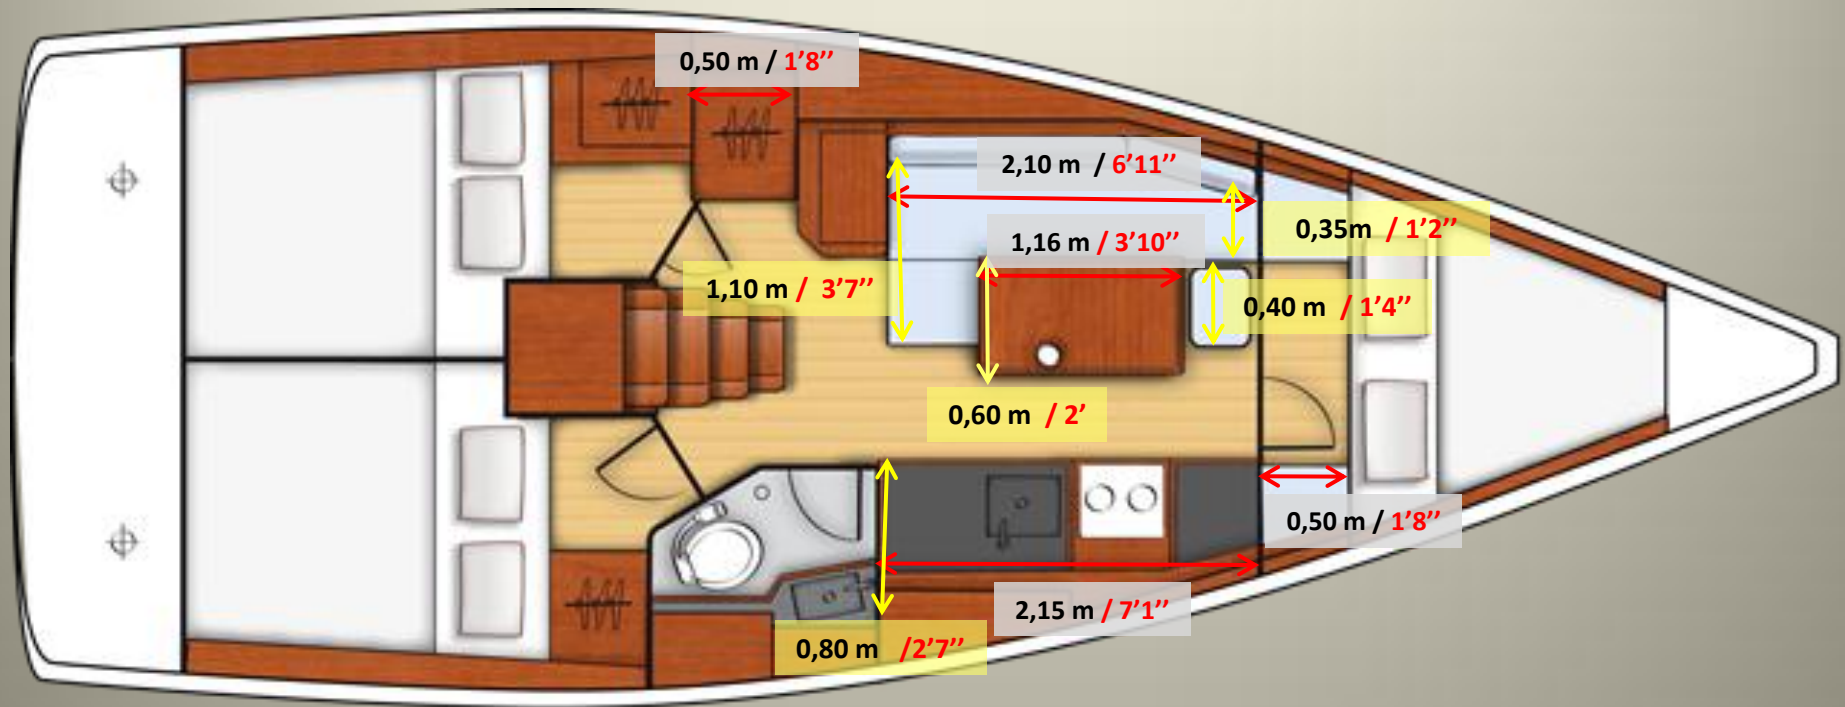 0,50 m / 1’8’’
2,10 m / 6’11’’
0,35m / 1’2’’
1,16 m / 3’10’’
1,10 m / 3’7’’
0,40 m / 1’4’’
0,60 m / 2’
0,50 m / 1’8’’
2,15 m / 7’1’’
0,80 m /2’7’’